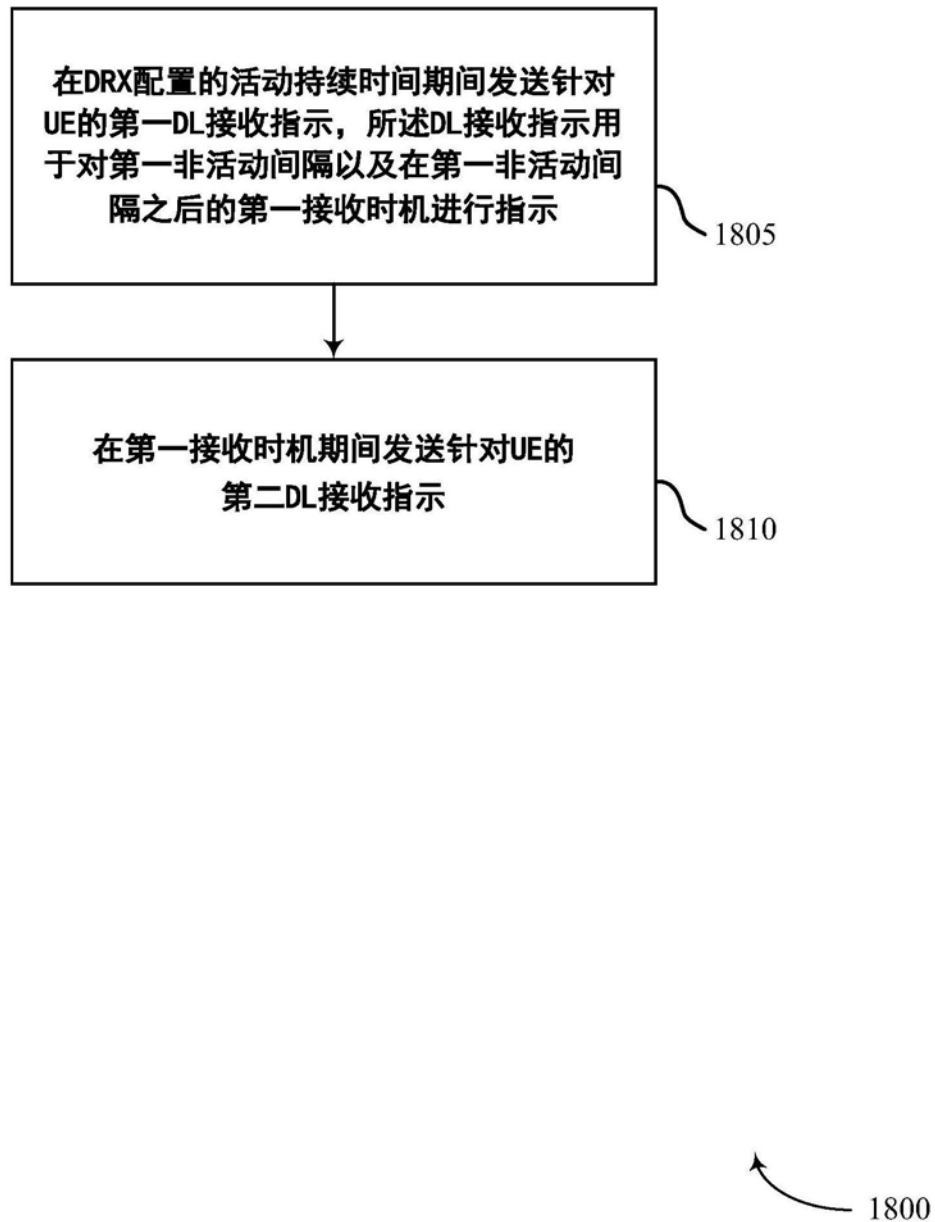 在DRX配置的活动持续时间期间发送针对
UE的第一DL接收指示，所述DL接收指示用
于对第一非活动间隔以及在第一非活动间
隔之后的第一接收时机进行指示
1805
在第一接收时机期间发送针对UE的
第二DL接收指示
1810
1800